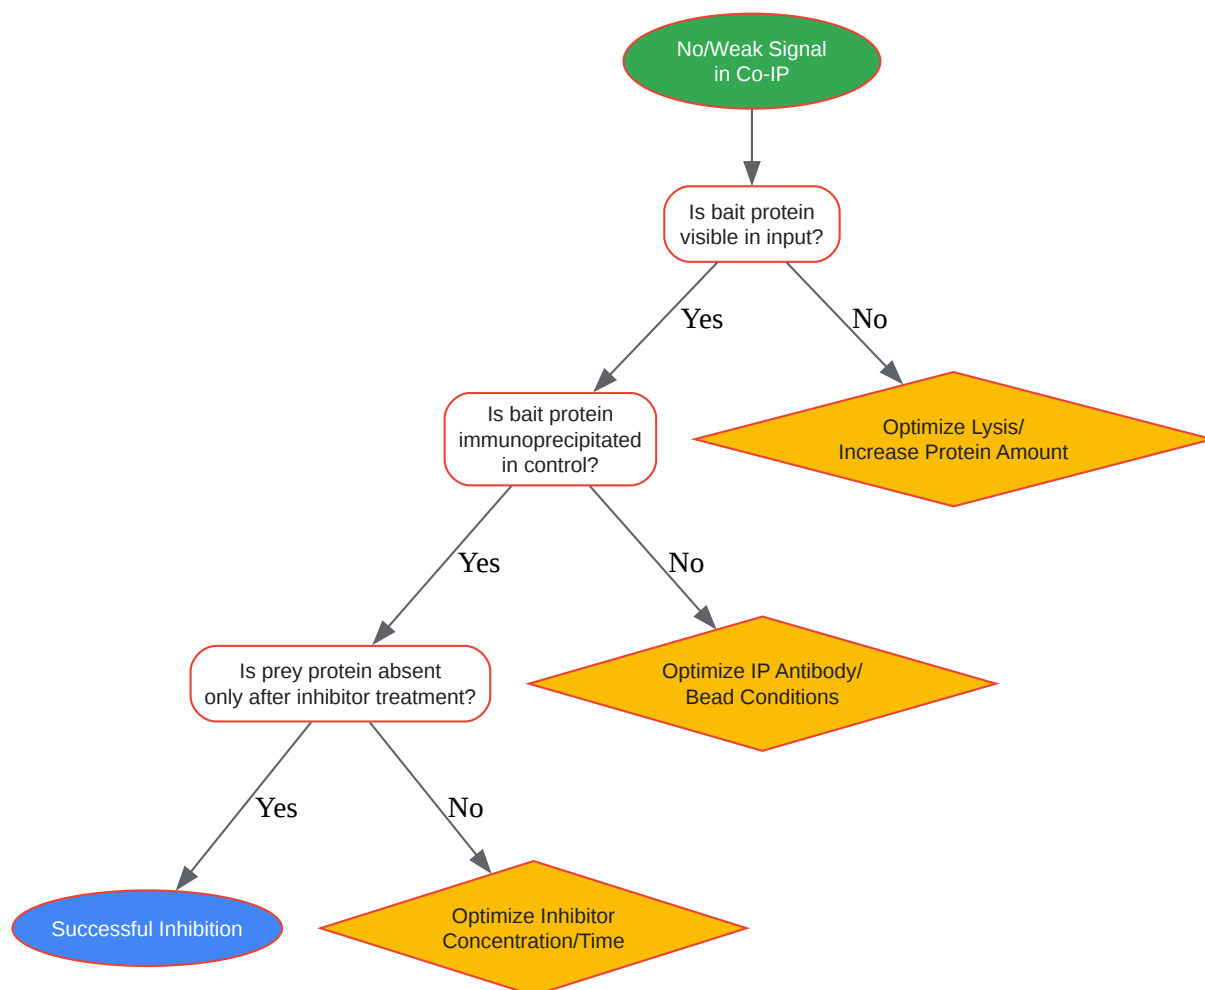 No/Weak Signal
in Co-IP
Is bait protein
visible in input?
Yes
No
Is bait protein
immunoprecipitated
in control?
Optimize Lysis/
Increase Protein Amount
Yes
No
Is prey protein absent
only after inhibitor treatment?
Optimize IP Antibody/
Bead Conditions
Yes
No
Successful Inhibition
Optimize Inhibitor
Concentration/Time